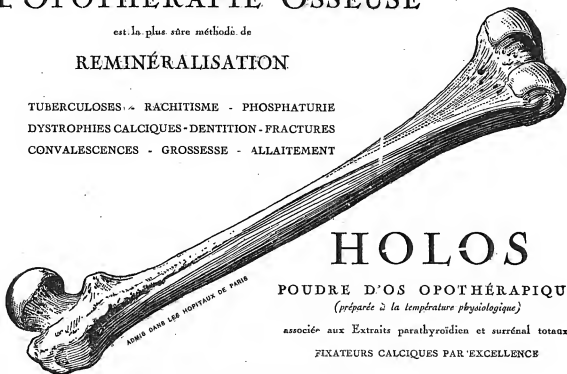 L'OPOTHÉRAPIE OSSEUSE
est la plus sûre méthode de
REMINÉRALISATION
TUBERCULOSES - RACHITISME - PHOSPHATURIE
DYSTROPHIES CALCIQUES - DENTITION - FRACTURES
CONVALESCENCES - GROSSESSE - ALLAITEMENT
ADMIS DANS LES HOPITAUX DE PARIS
HOLOS
POUDRE D'OS OPOTHÉRAPIQU
(préparée à la température physiologique)
associée aux Extraits parathyroïdien et surrénal totaux
FIXATEURS CALCIQUES PAR EXCELLENCE